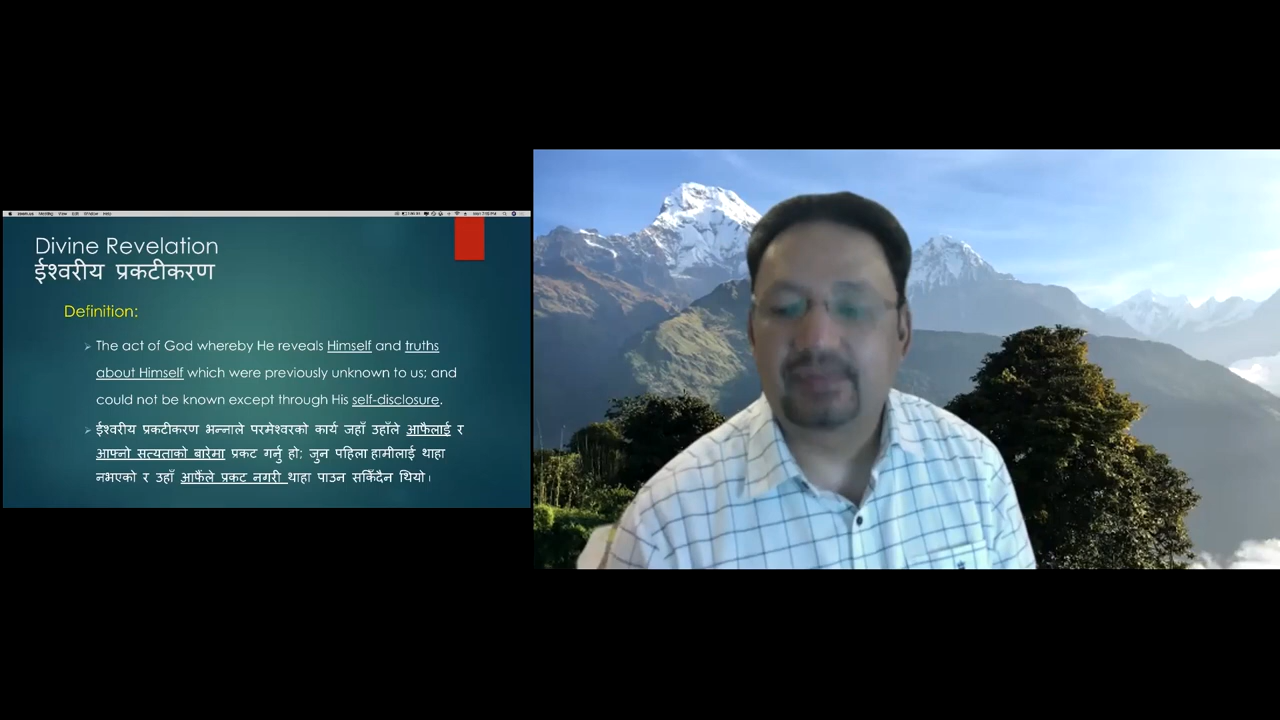 Divine Revelation
ईश्वरीय प्रकटीकरण
Definition:
The act of God whereby He reveals Himself and truths
about Himself which were previously unknown to us; and
could not be known except through His self-disclosure.
ईश्वरीय प्रकटीकरण भन्नाले परमेश्वरको कार्य जहाँ उहाँले आफैलाई र
आफ्नो सत्यताको बारेमा प्रकट गर्नु हो; जुन पहिला हामीलाई थाहा
नभएको र उहाँ आफैंले प्रकट नगरी थाहा पाउन सकिँदैन थियो।